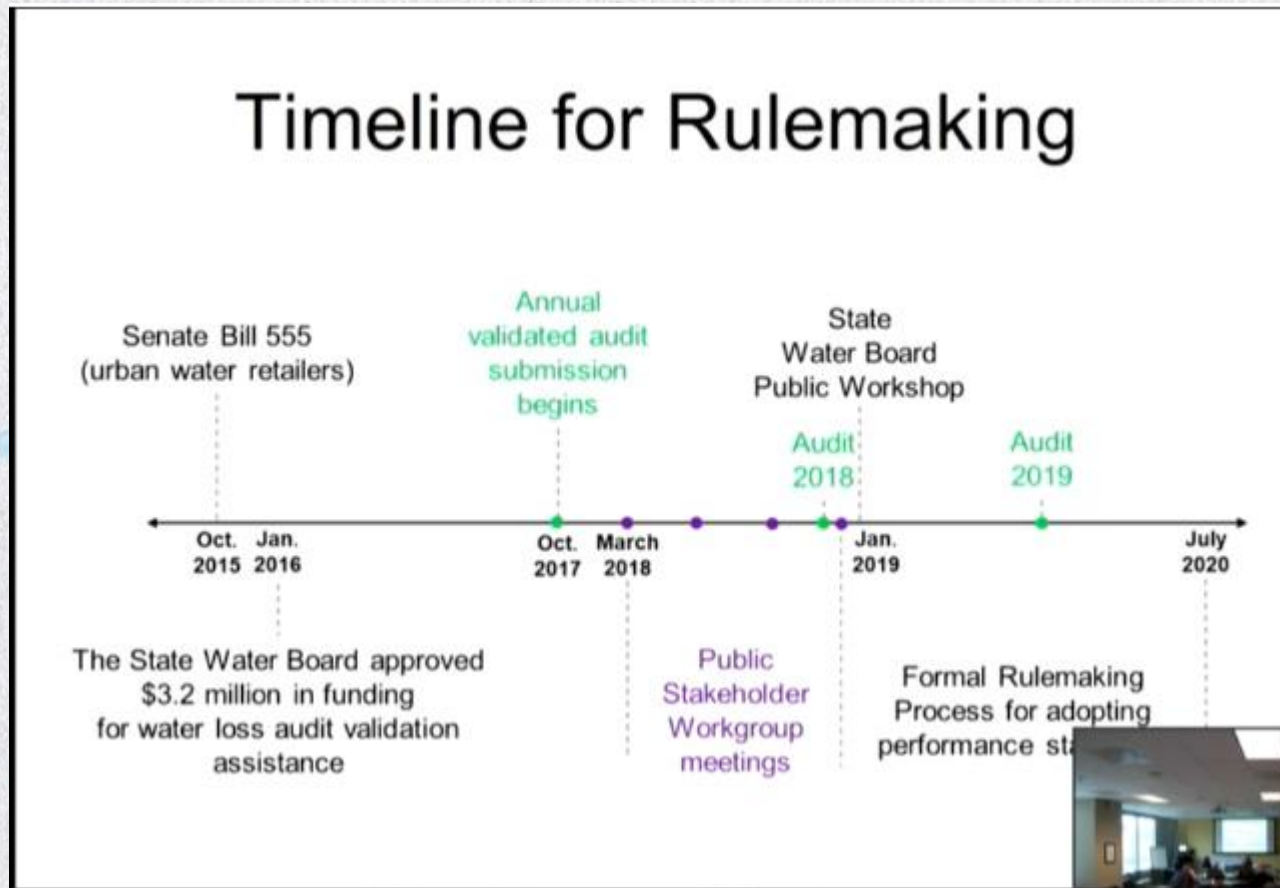 Timeline for Rulemaking
Senate Bill 555
(urban water retailers)
Annual
validated audit
submission
begins
State
Water Board
Public Workshop
Audit
2018
Audit
2019
Oct.
2015
Jan.
2016
Oct.
2017
March
2018
Jan.
2019
July
2020
The State Water Board approved
$3.2 million in funding
for water loss audit validation
assistance
Public
Stakeholder
Workgroup
meetings
Formal Rulemaking
Process for adopting
performance